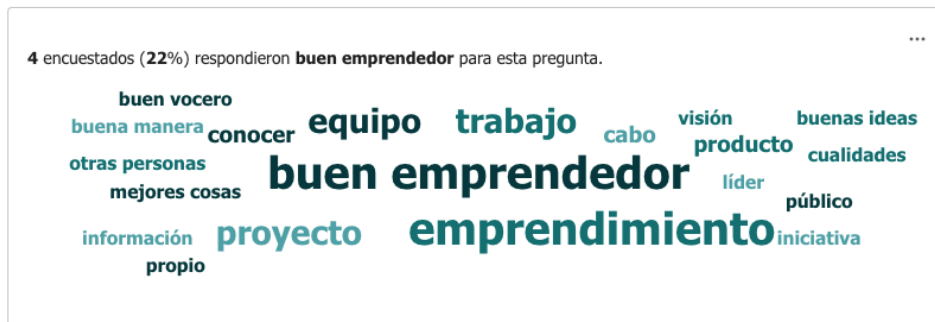 ...
4 encuestados (22%) respondieron buen emprendedor para esta pregunta.
buen vocero
buena manera
conocer
equipo
trabajo
cabo
visión
producto
buenas ideas
cualidades
otras personas
mejores cosas
buen emprendedor
líder
público
información
proyecto
emprendimiento
iniciativa
propio